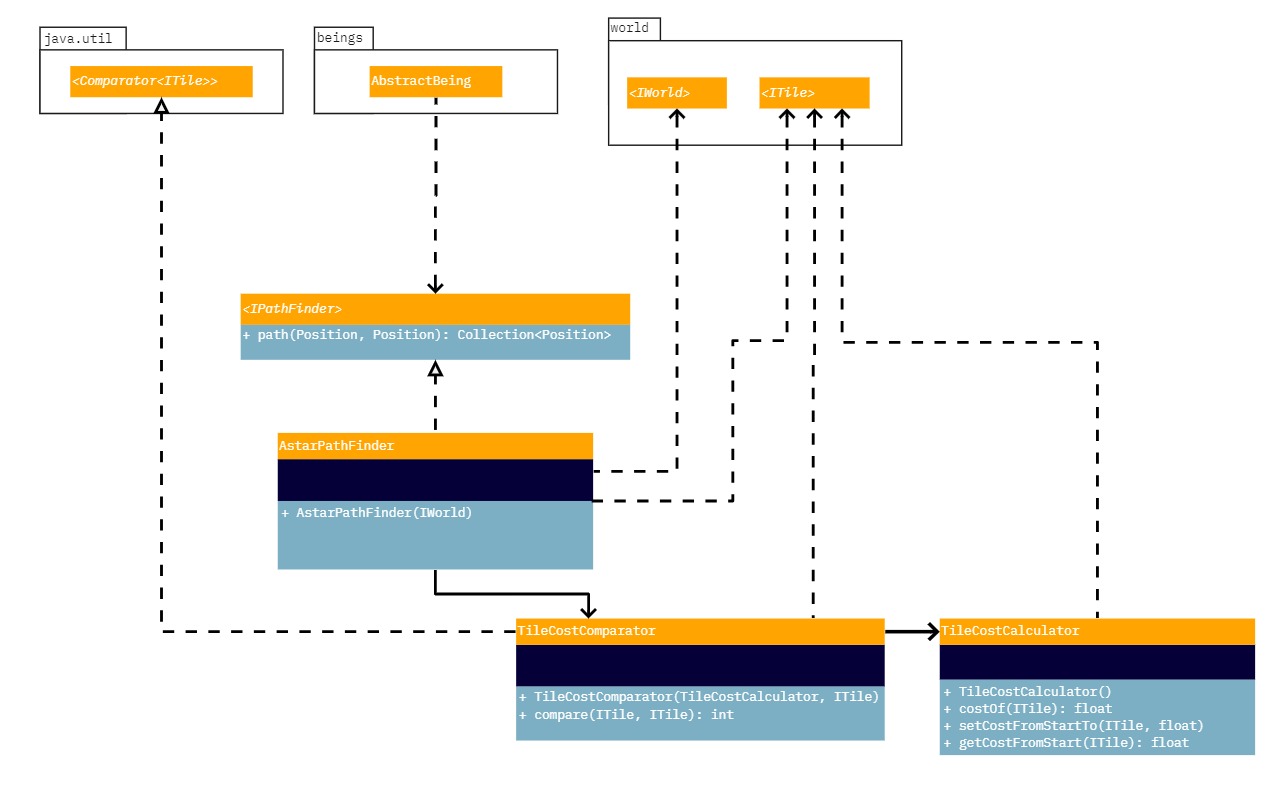 java.util
<Comparator<ITile>>
beings
AbstractBeing
world
<IWorld>
<ITile>
<IPathFinder>
+ path(Position, Position): Collection<Position>
AstarPathFinder
+ AstarPathFinder(IWorld)
TileCostComparator
+ TileCostComparator(TileCostCalculator, ITile)
+ compare(ITile, ITile): int
TileCostCalculator
+ TileCostCalculator()
+ costOf(ITile): float
+ setCostFromStartTo(ITile, float)
+ getCostFromStart(ITile): float